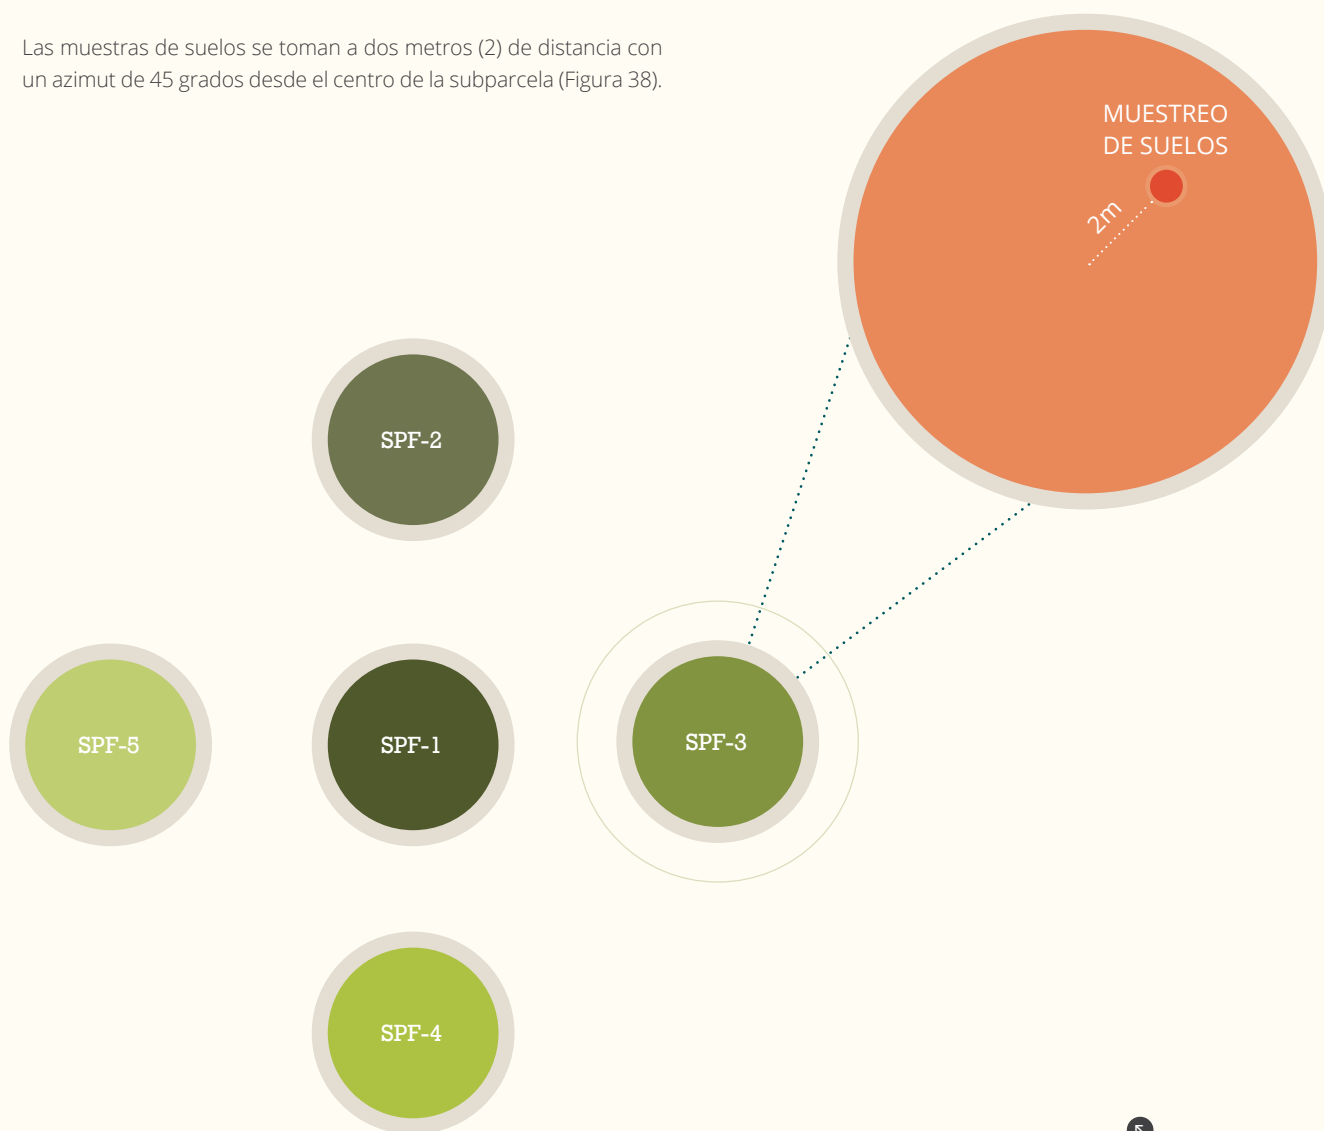 Las muestras de suelos se toman a dos metros (2) de distancia con
un azimut de 45 grados desde el centro de la subparcela (Figura 38).
MUESTREO
DE SUELOS
2m
SPF-2
SPF-5
SPF-1
SPF-3
SPF-4